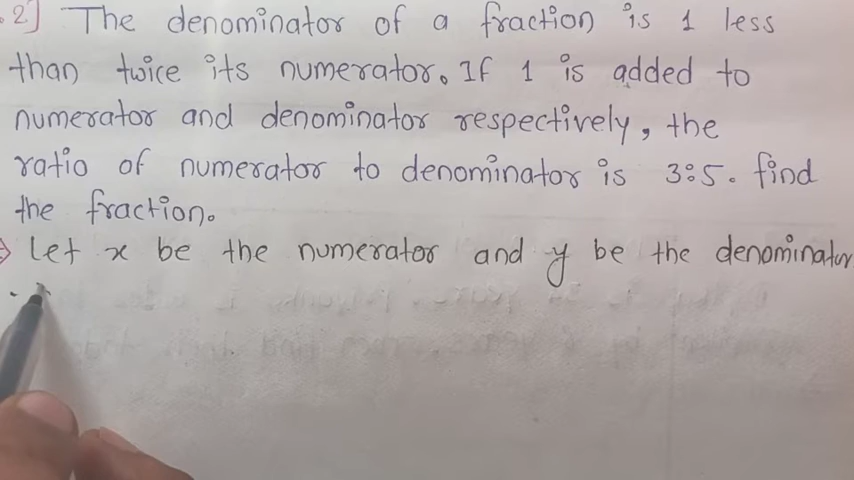 2] The denominator of a fraction is 1 less
than twice its numerator. If 1 is added to
numerator and denominator respectively, the
ratio of numerator to denominator is 3:5. find
the fraction.
Let x be the numerator and y be the denominator